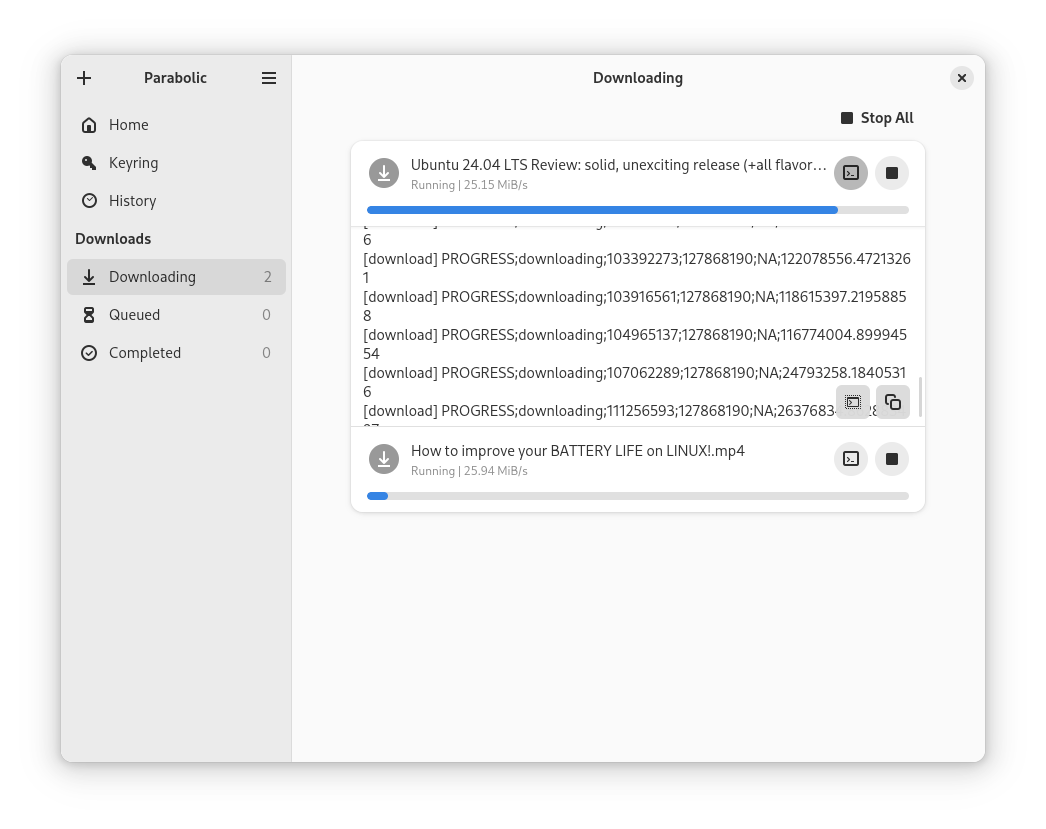 Parabolic
Home
Keyring
History
Downloads
Downloading 2
Queued 0
Completed 0
Downloading
Stop All
Ubuntu 24.04 LTS Review: solid, unexciting release (+all flavor…
Running | 25.15 MiB/s
6
[download] PROGRESS;downloading;103392273;127868190;NA;122078556.4721326
1
[download] PROGRESS;downloading;103916561;127868190;NA;118615397.2195885
8
[download] PROGRESS;downloading;104965137;127868190;NA;116774004.899945
54
[download] PROGRESS;downloading;107062289;127868190;NA;24793258.1840531
6
[download] PROGRESS;downloading;111256593;127868190;NA;263768
How to improve your BATTERY LIFE on LINUX!.mp4
Running | 25.94 MiB/s